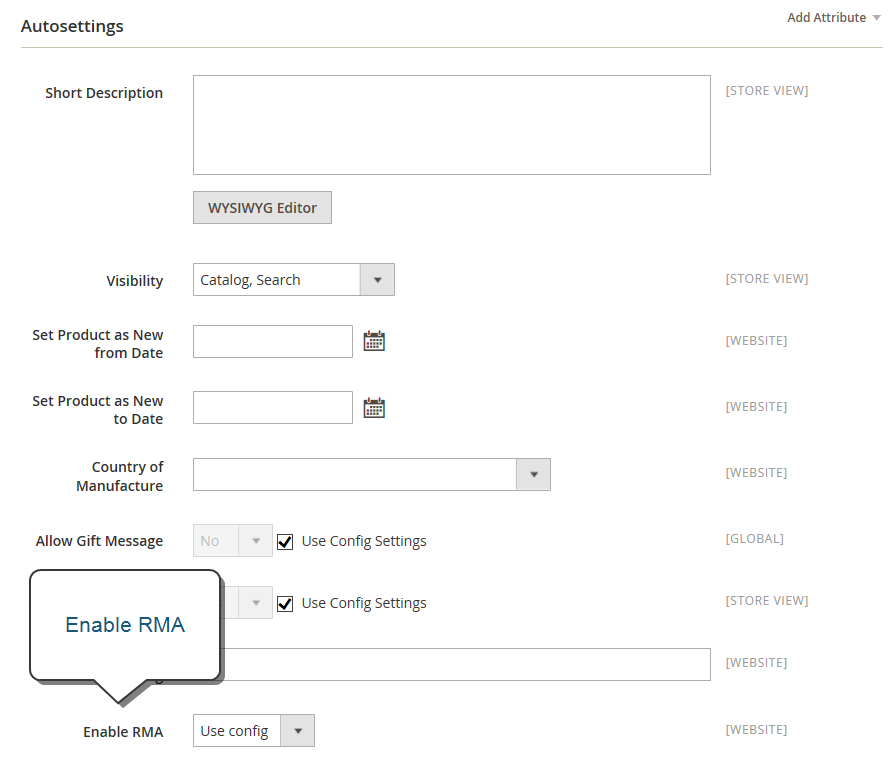 Autosettings
Add Attribute
Short Description
[STORE VIEW]
WYSIWYG Editor
Visibility
Catalog, Search
[STORE VIEW]
Set Product as New
from Date
[WEBSITE]
Set Product as New
to Date
[WEBSITE]
Country of
Manufacture
[WEBSITE]
Allow Gift Message
No
Use Config Settings
[GLOBAL]
Use Config Settings
[STORE VIEW]
Enable RMA
[WEBSITE]
Enable RMA
Use config
[WEBSITE]